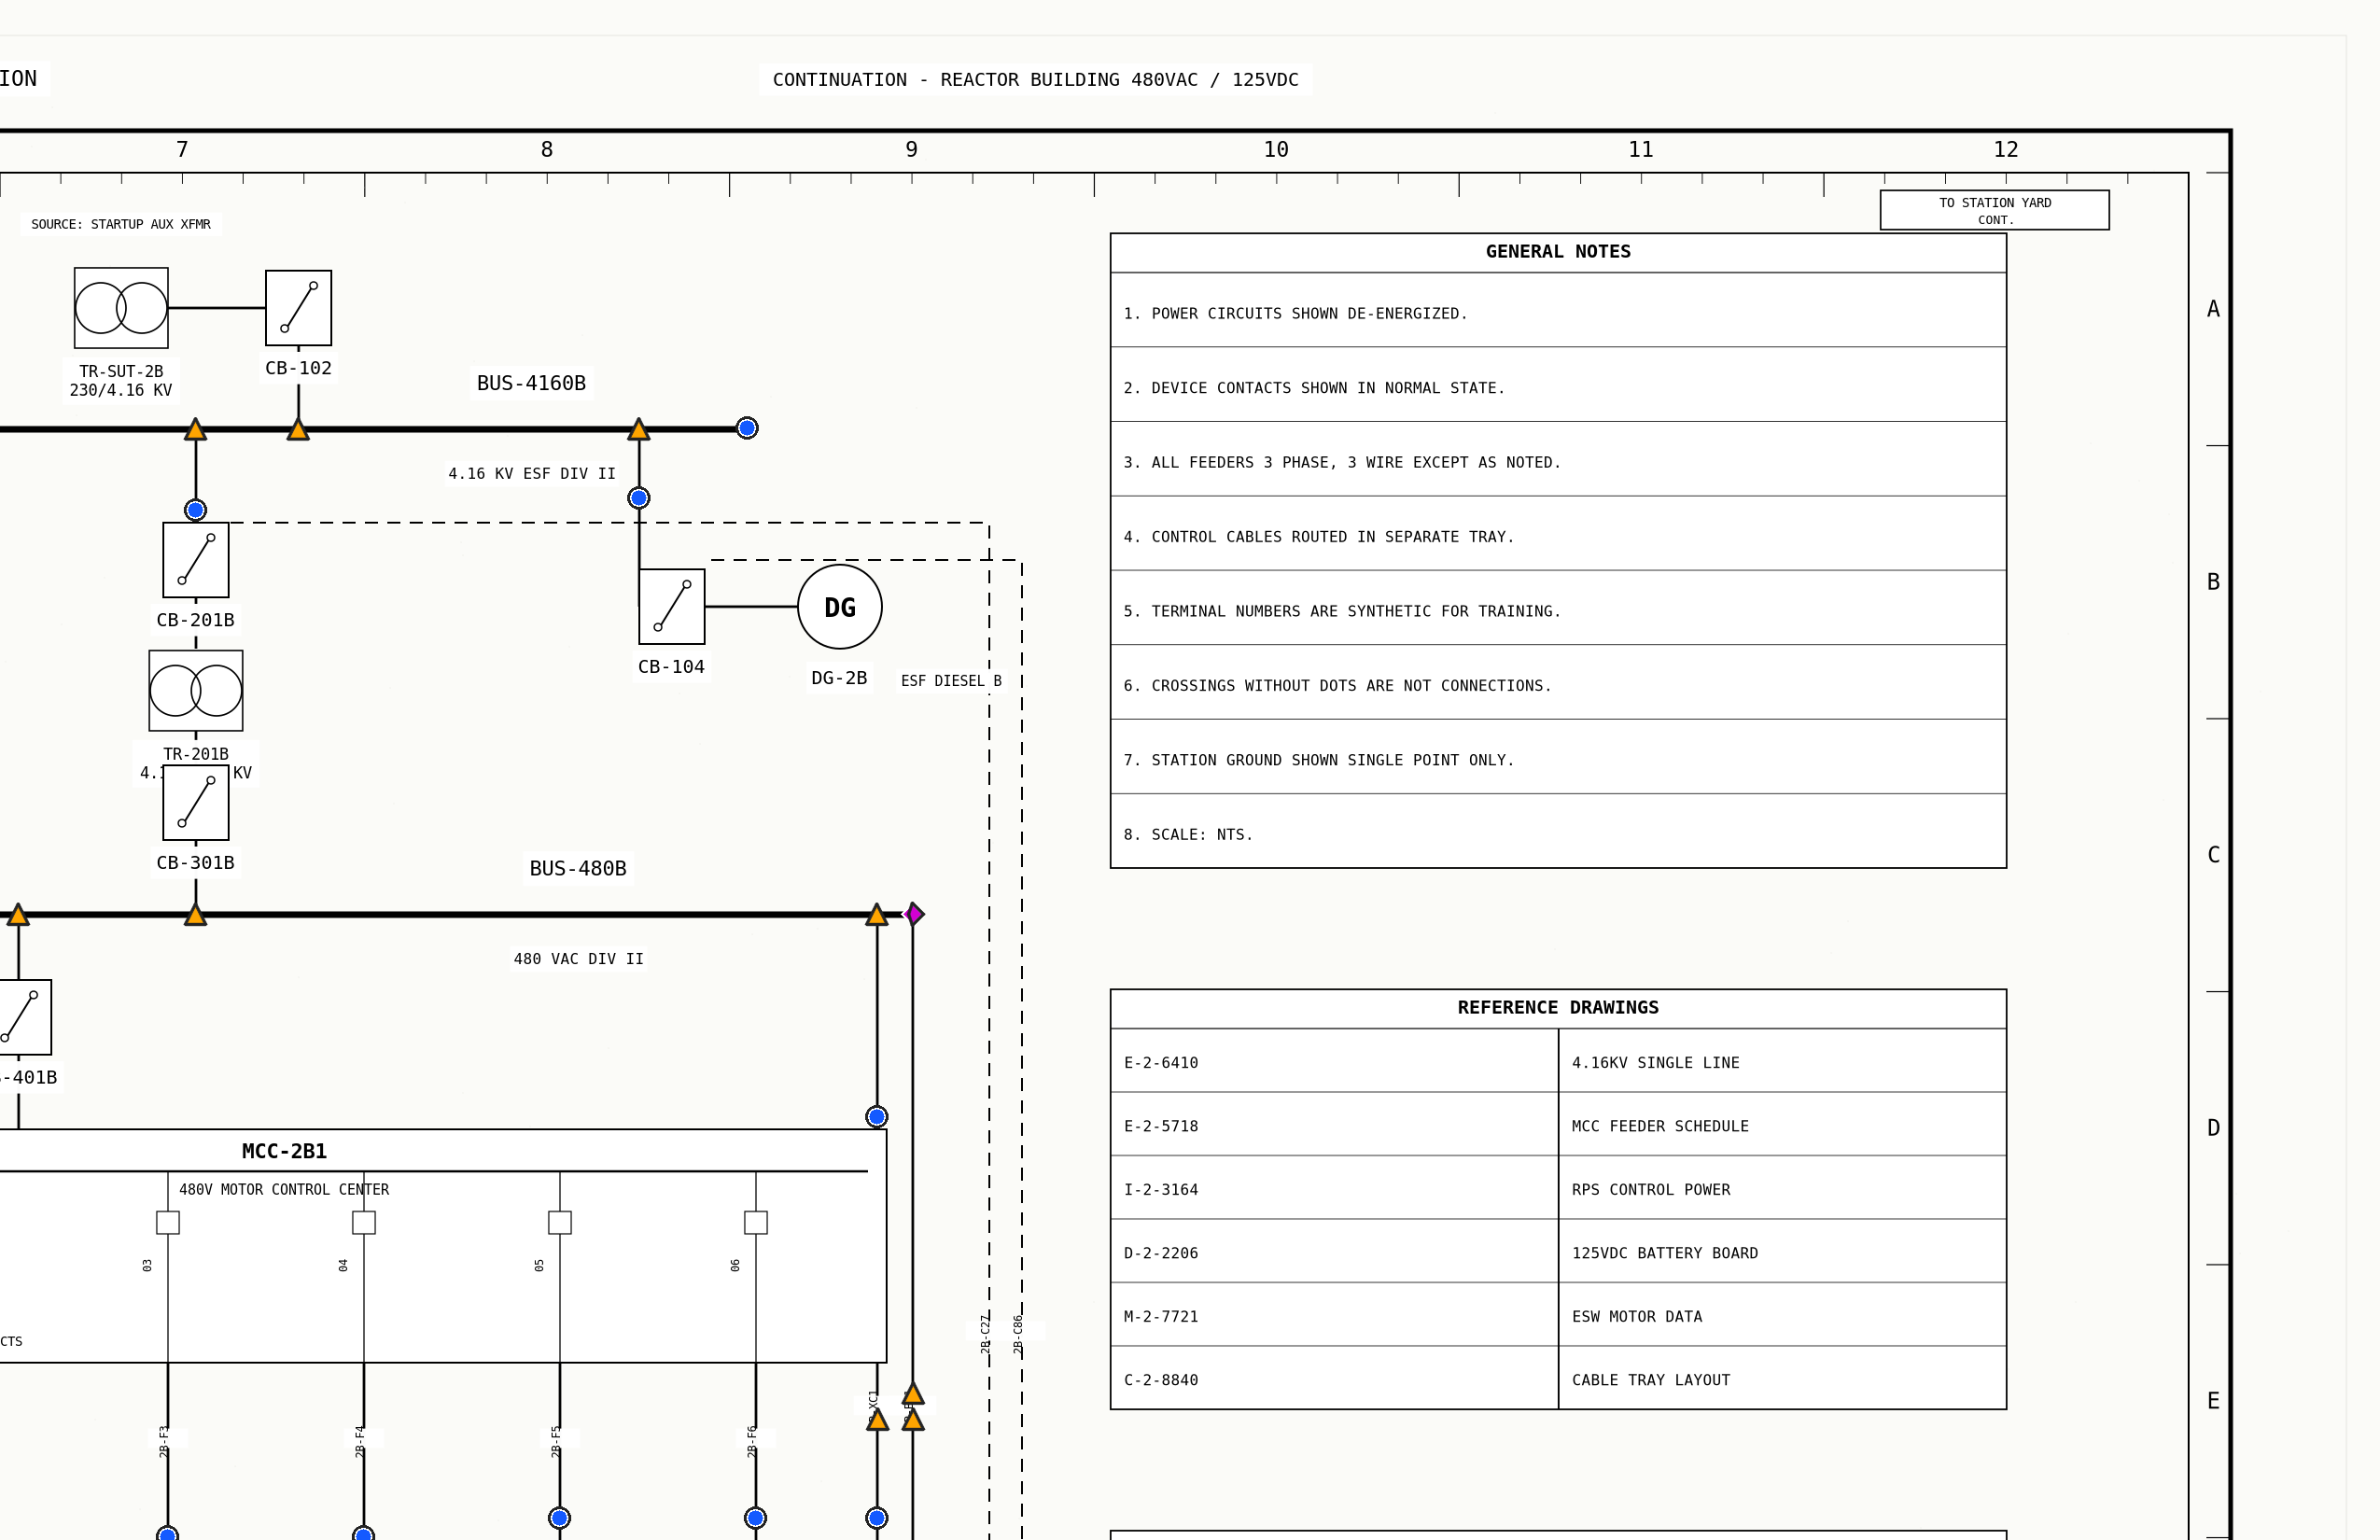 ION
CONTINUATION - REACTOR BUILDING 480VAC / 125VDC
7 8 9 10 11 12
TO STATION YARD
CONT.
SOURCE: STARTUP AUX XFMR
TR-SUT-2B
230/4.16 KV
CB-102
BUS-4160B
4.16 KV ESF DIV II
CB-201B
CB-104
DG
DG-2B
ESF DIESEL B
TR-201B
KV
CB-301B
BUS-480B
480 VAC DIV II
-401B
MCC-2B1
480V MOTOR CONTROL CENTER
03
04
05
06
CTS
2B-F3
2B-F4
2B-F5
2B-F6
2B-C27
2B-C86
GENERAL NOTES
1. POWER CIRCUITS SHOWN DE-ENERGIZED.
2. DEVICE CONTACTS SHOWN IN NORMAL STATE.
3. ALL FEEDERS 3 PHASE, 3 WIRE EXCEPT AS NOTED.
4. CONTROL CABLES ROUTED IN SEPARATE TRAY.
5. TERMINAL NUMBERS ARE SYNTHETIC FOR TRAINING.
6. CROSSINGS WITHOUT DOTS ARE NOT CONNECTIONS.
7. STATION GROUND SHOWN SINGLE POINT ONLY.
8. SCALE: NTS.
REFERENCE DRAWINGS
E-2-6410 4.16KV SINGLE LINE
E-2-5718 MCC FEEDER SCHEDULE
I-2-3164 RPS CONTROL POWER
D-2-2206 125VDC BATTERY BOARD
M-2-7721 ESW MOTOR DATA
C-2-8840 CABLE TRAY LAYOUT
A
B
C
D
E